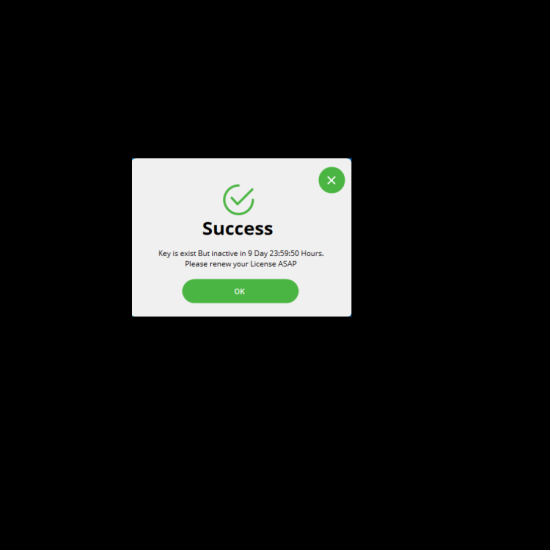 Success
Key is exist But inactive in 9 Day 23:59:50 Hours.
Please renew your License ASAP
OK